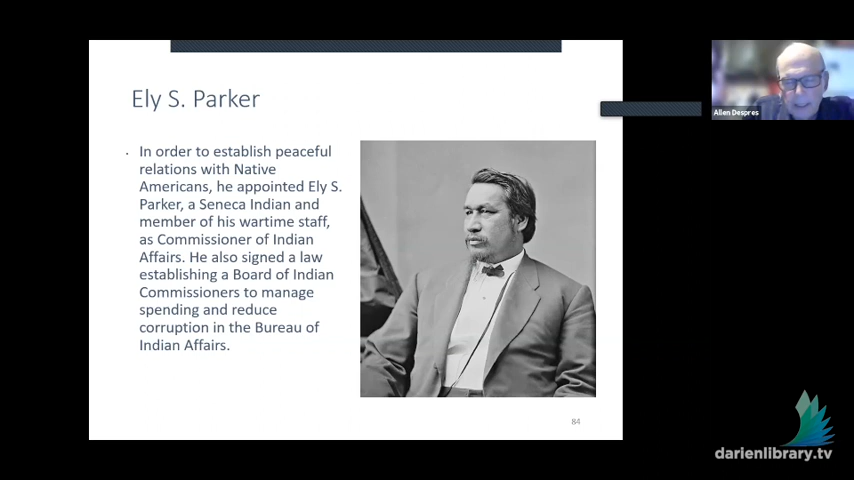 Ely S. Parker
Allen Despres
· In order to establish peaceful
relations with Native
Americans, he appointed Ely S.
Parker, a Seneca Indian and
member of his wartime staff,
as Commissioner of Indian
Affairs. He also signed a law
establishing a Board of Indian
Commissioners to manage
spending and reduce
corruption in the Bureau of
Indian Affairs.
84
darienlibrary.tv